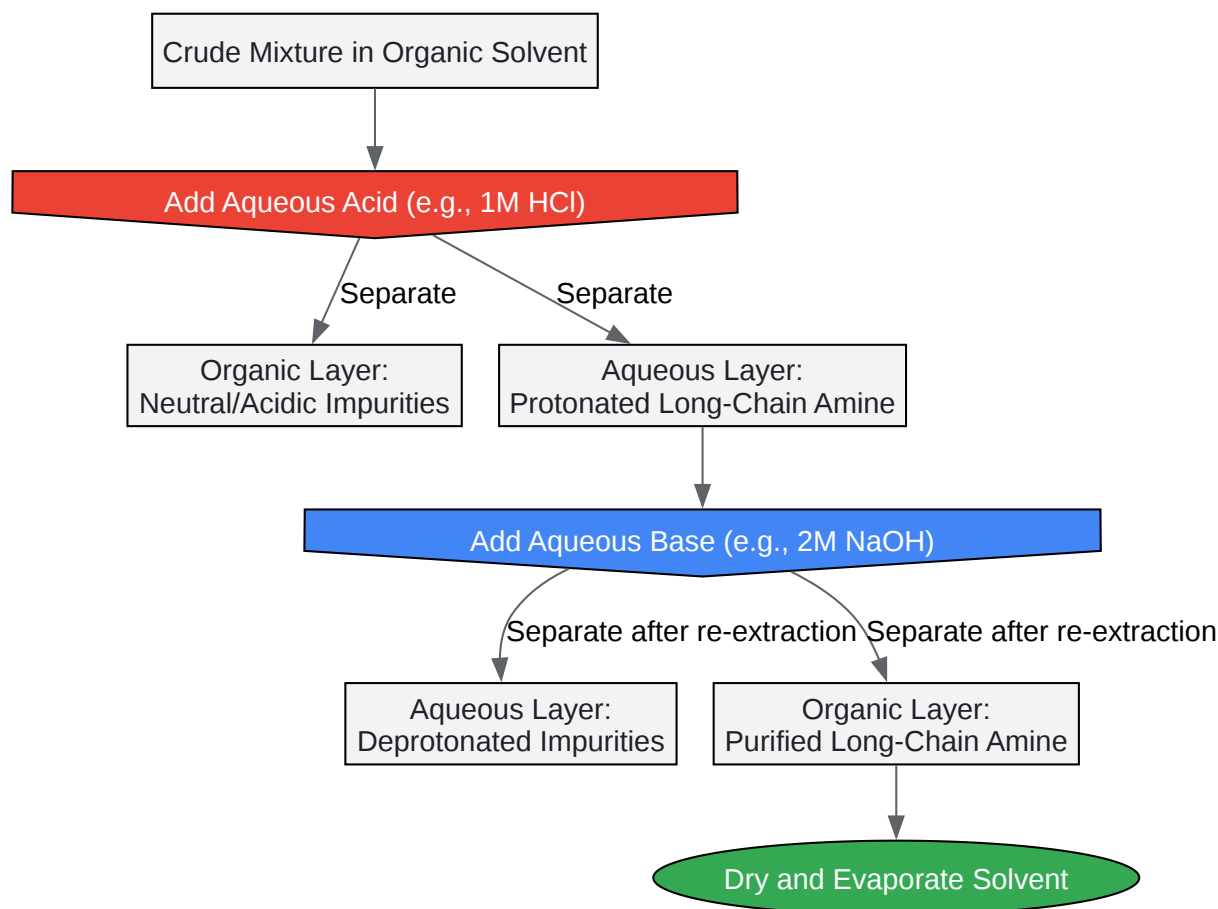 Crude Mixture in Organic Solvent
Add Aqueous Acid (e.g., 1M HCl)
Separate
Separate
Organic Layer:
Neutral/Acidic Impurities
Aqueous Layer:
Protonated Long-Chain Amine
Add Aqueous Base (e.g., 2M NaOH)
Separate after re-extraction
Separate after re-extraction
Aqueous Layer:
Deprotonated Impurities
Organic Layer:
Purified Long-Chain Amine
Dry and Evaporate Solvent